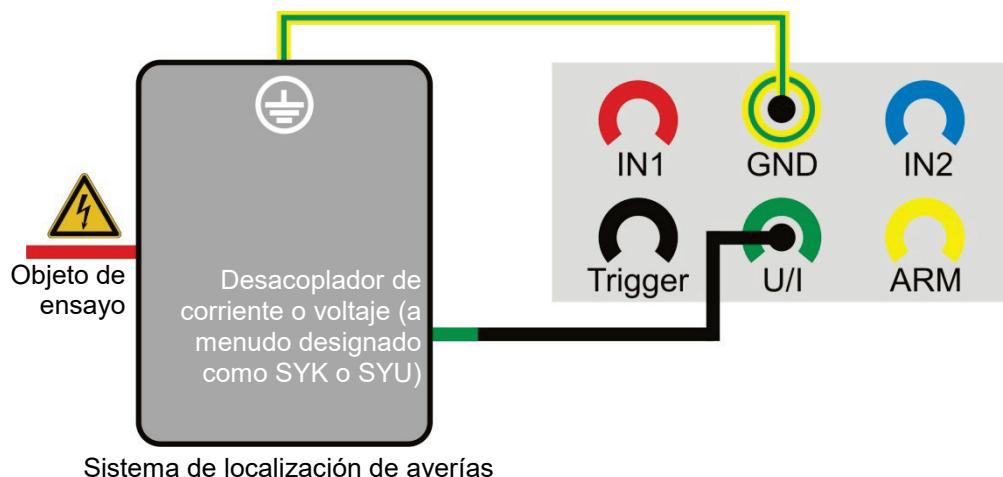 IN1
GND
IN2
Objeto de
ensayo
Desacoplador de
corriente o voltaje (a
menudo designado
como SYK o SYU)
Trigger
U/I
ARM
Sistema de localización de averías